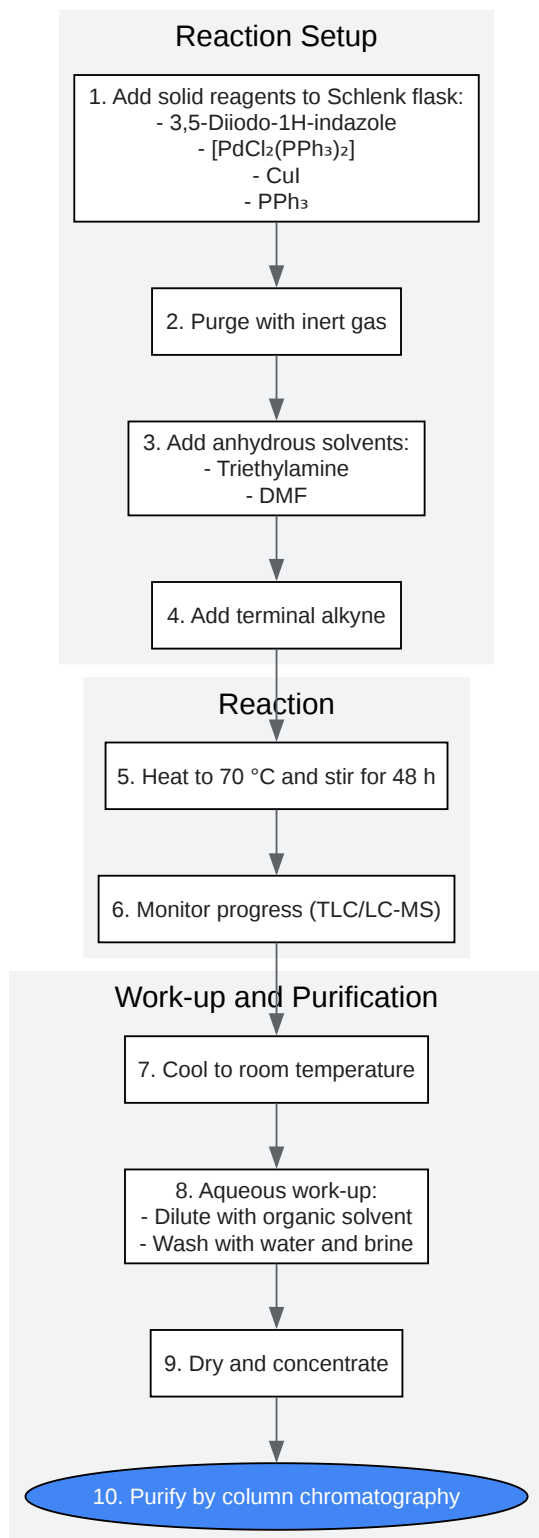 Reaction Setup
1. Add solid reagents to Schlenk flask:
- 3,5-Diiodo-1H-indazole
- [PdCl₂(PPh₃)₂]
- CuI
- PPh₃
2. Purge with inert gas
3. Add anhydrous solvents:
- Triethylamine
- DMF
4. Add terminal alkyne
Reaction
5. Heat to 70 °C and stir for 48 h
6. Monitor progress (TLC/LC-MS)
Work-up and Purification
7. Cool to room temperature
8. Aqueous work-up:
- Dilute with organic solvent
- Wash with water and brine
9. Dry and concentrate
10. Purify by column chromatography